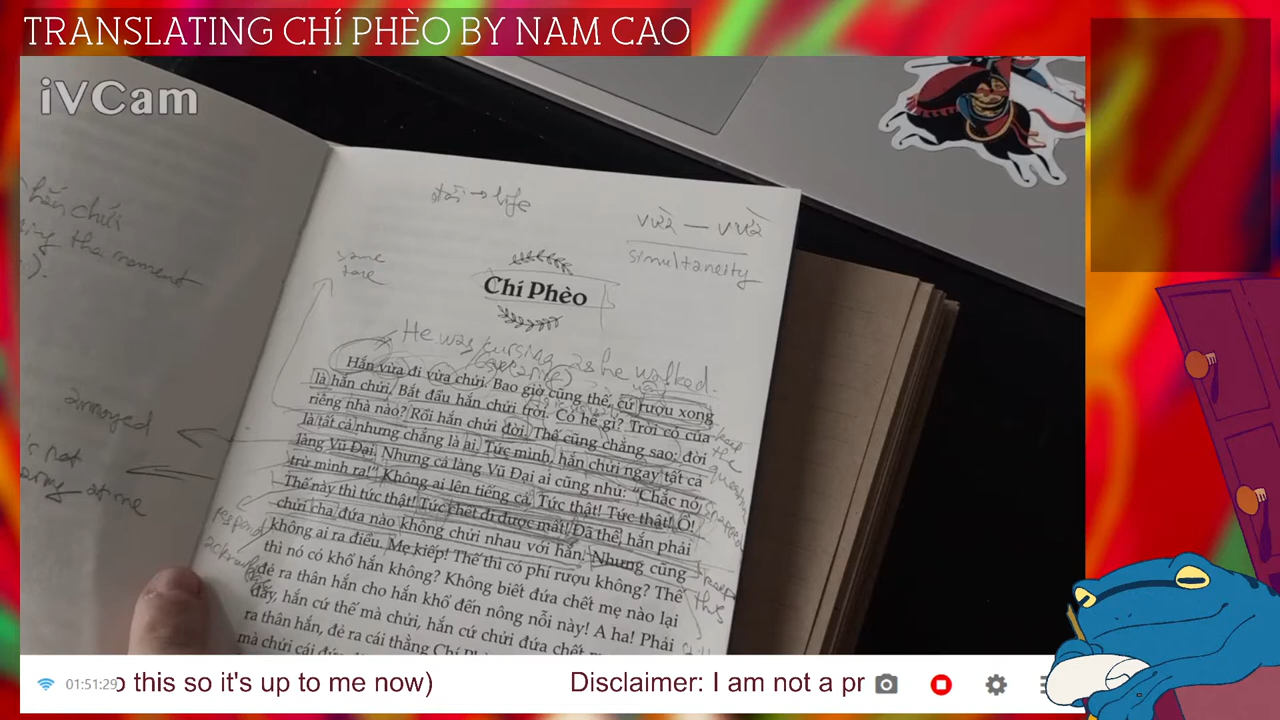 TRANSLATING CHÍ PHÈO BY NAM CAO
iVCam
đời → life
vừa — vừa
simultaneity
hắn chửi
same
Chí Phèo
He was cursing as he walked.
Hắn vừa đi vừa chửi. Bao giờ cũng thế, cứ rượu xong
là hắn chửi. Bắt đầu hắn chửi trời. Có hề gì? Trời có của
riêng nhà nào? Rồi hắn chửi đời. Thế cũng chẳng sao: đời
là tất cả nhưng chẳng là ai. Tức mình, hắn chửi ngay tất cả
làng Vũ Đại. Nhưng cả làng Vũ Đại ai cũng nhủ: "Chắc nó
trừ mình ra!" Không ai lên tiếng cả. Tức thật! Tức thật! Ồ!
Thế này thì tức thật! Tức chết đi được mất! Đã thế, hắn phải
chửi cha đứa nào không chửi nhau với hắn. Nhưng cũng
không ai ra điều. Mẹ kiếp! Thế thì có phí rượu không? Thế
thì nó có khổ hắn không? Không biết đứa chết mẹ nào lại
đẻ ra thân hắn cho hắn khổ đến nông nỗi này! A ha! Phải
đấy, hắn cứ thế mà chửi, hắn cứ chửi đứa chết
ra thân hắn, đẻ ra cái thằng Chí
mà chửi cái
annoyed
01:51:29
this so it's up to me now)
Disclaimer: I am not a pr